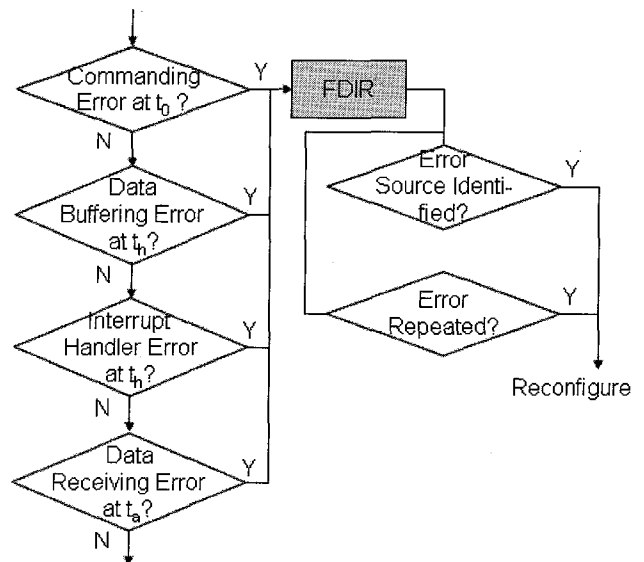 Commanding
Error at t0 ?
Y
N
FDIR
Data
Buffering Error
at th?
Y
N
Interrupt
Handler Error
at th?
Y
N
Data
Receiving Error
at ta?
Y
N
Error
Source Identi-
fied?
Y
Error
Repeated?
Y
Reconfigure